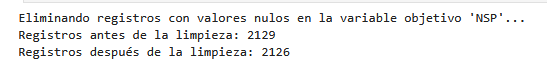 Eliminando registros con valores nulos en la variable objetivo 'NSP'...
Registros antes de la limpieza: 2129
Registros después de la limpieza: 2126